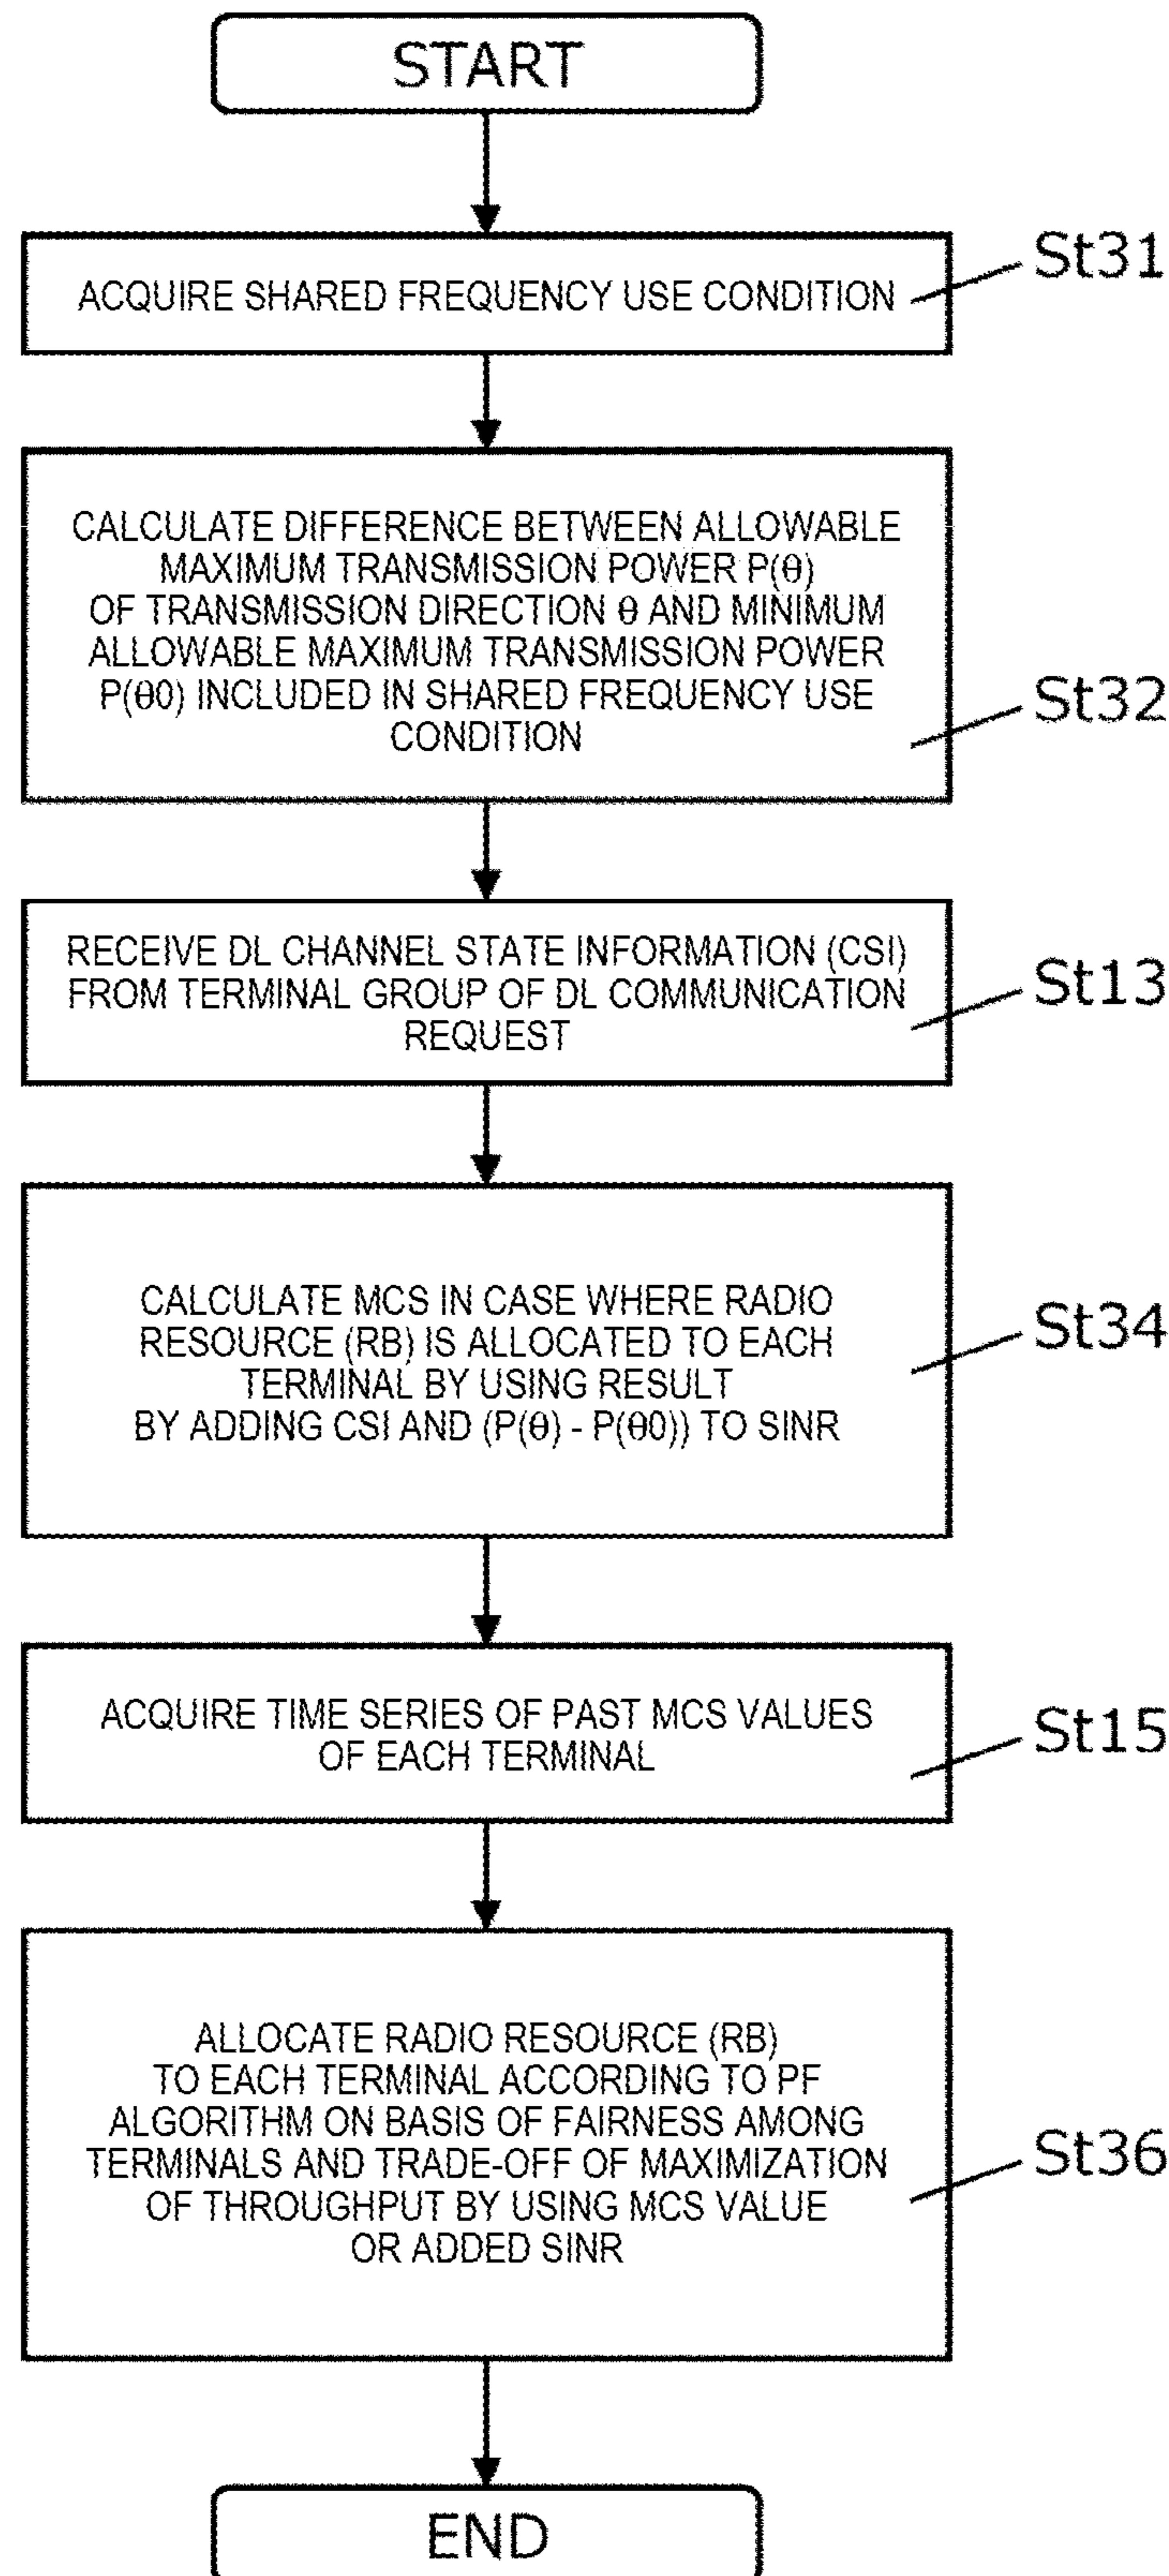 START
St31
ACQUIRE SHARED FREQUENCY USE CONDITION
CALCULATE DIFFERENCE BETWEEN ALLOWABLE
MAXIMUM TRANSMISSION POWER P(θ)
OF TRANSMISSION DIRECTION θ AND MINIMUM
ALLOWABLE MAXIMUM TRANSMISSION POWER
P(θ0) INCLUDED IN SHARED FREQUENCY USE
CONDITION
St32
RECEIVE DL CHANNEL STATE INFORMATION (CSI)
FROM TERMINAL GROUP OF DL COMMUNICATION
REQUEST
St13
CALCULATE MCS IN CASE WHERE RADIO
RESOURCE (RB) IS ALLOCATED TO EACH
TERMINAL BY USING RESULT
BY ADDING CSI AND (P(θ) - P(θ0)) TO SINR
St34
ACQUIRE TIME SERIES OF PAST MCS VALUES
OF EACH TERMINAL
St15
ALLOCATE RADIO RESOURCE (RB)
TO EACH TERMINAL ACCORDING TO PF
ALGORITHM ON BASIS OF FAIRNESS AMONG
TERMINALS AND TRADE-OFF OF MAXIMIZATION
OF THROUGHPUT BY USING MCS VALUE
OR ADDED SINR
St36
END